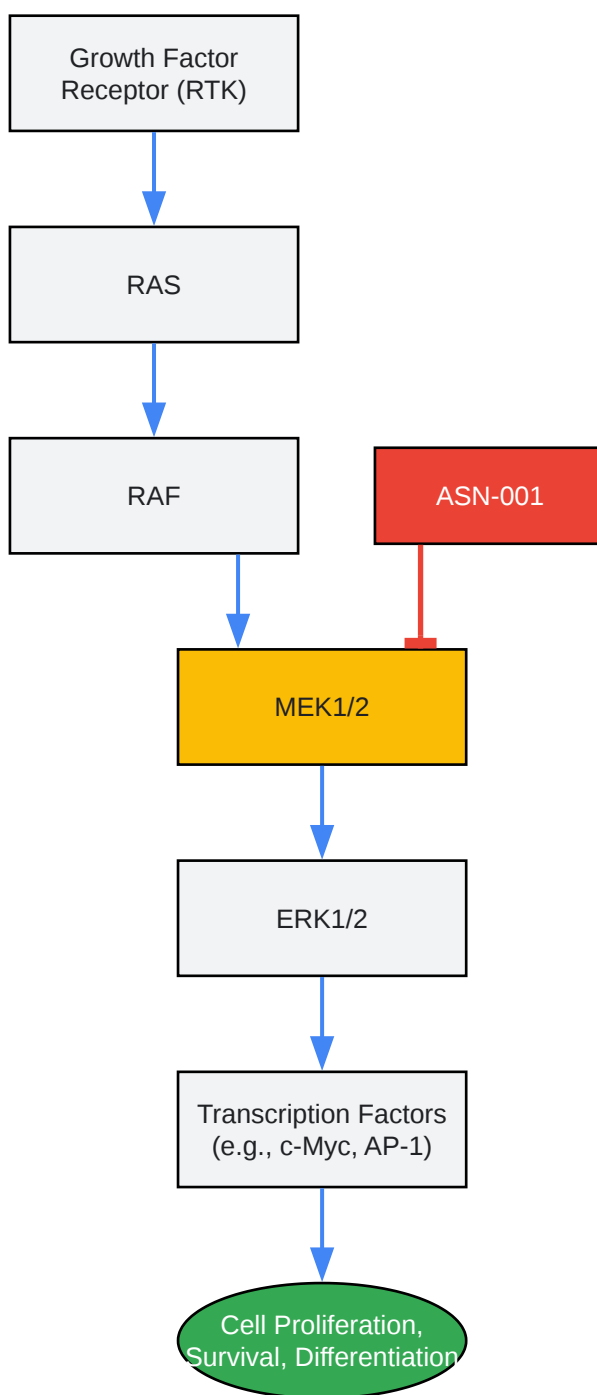 Growth Factor
Receptor (RTK)
RAS
RAF
ASN-001
MEK1/2
ERK1/2
Transcription Factors
(e.g., c-Myc, AP-1)
Cell Proliferation,
Survival, Differentiation